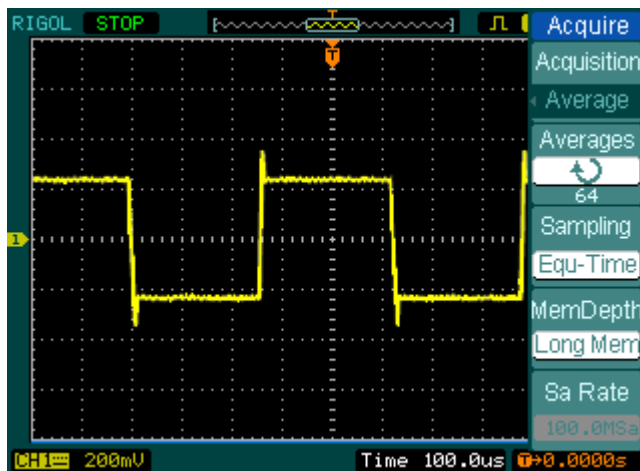 RIGOL STOP
T
Acquire
Acquisition
Average
Averages
64
Sampling
Equ-Time
MemDepth
Long Mem
Sa Rate
100.0MSa
T
1
CH1 200mV Time 100.0us T→0.0000s